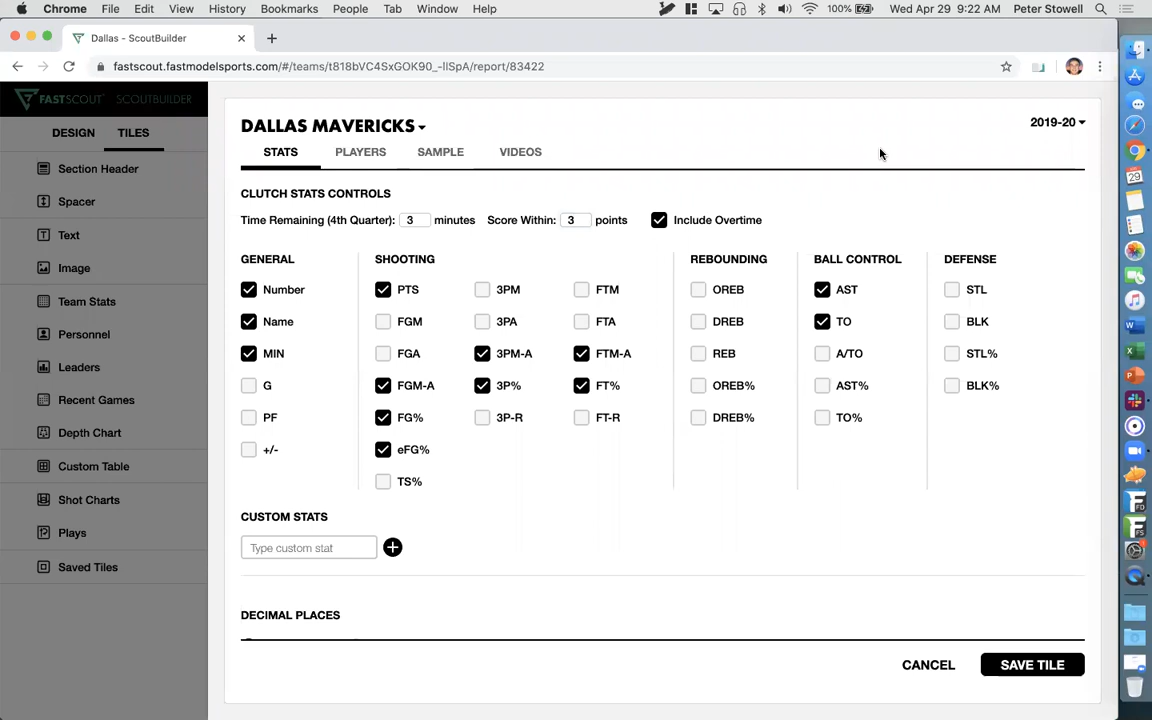 Chrome File Edit View History Bookmarks People Tab Window Help 100% Wed Apr 29 9:22 AM Peter Stowell
Dallas - ScoutBuilder
fastscout.fastmodelsports.com/#/teams/t818bVC4SxGOK90_-IlSpA/report/83422
FASTSCOUT SCOUTBUILDER
DESIGN TILES
Section Header
Spacer
Text
Image
Team Stats
Personnel
Leaders
Recent Games
Depth Chart
Custom Table
Shot Charts
Plays
Saved Tiles
DALLAS MAVERICKS
2019-20
STATS PLAYERS SAMPLE VIDEOS
CLUTCH STATS CONTROLS
Time Remaining (4th Quarter): 3 minutes Score Within: 3 points Include Overtime
GENERAL SHOOTING REBOUNDING BALL CONTROL DEFENSE
Number PTS 3PM FTM OREB AST STL
Name FGM 3PA FTA DREB TO BLK
MIN FGA 3PM-A FTM-A REB A/TO STL%
G FGM-A 3P% FT% OREB% AST% BLK%
PF FG% 3P-R FT-R DREB% TO%
+/- eFG%
TS%
CUSTOM STATS
Type custom stat
DECIMAL PLACES
CANCEL SAVE TILE